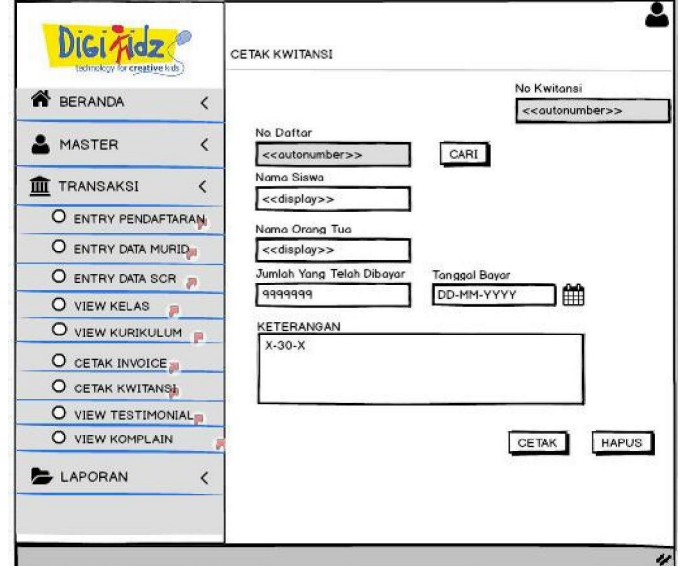 DiGi Kidz
technology for creative kids
CETAK KWITANSI
BERANDA
MASTER
TRANSAKSI
ENTRY PENDAFTARAN
ENTRY DATA MURID
ENTRY DATA SCR
VIEW KELAS
VIEW KURIKULUM
CETAK INVOICE
CETAK KWITANSI
VIEW TESTIMONIAL
VIEW KOMPLAIN
LAPORAN
No Kwitansi
<<autonumber>>
No Daftar
<<autonumber>>
CARI
Nama Siswa
<<display>>
Nama Orang Tua
<<display>>
Jumlah Yang Telah Dibayar
9999999
Tanggal Bayar
DD-MM-YYYY
KETERANGAN
X-30-X
CETAK
HAPUS